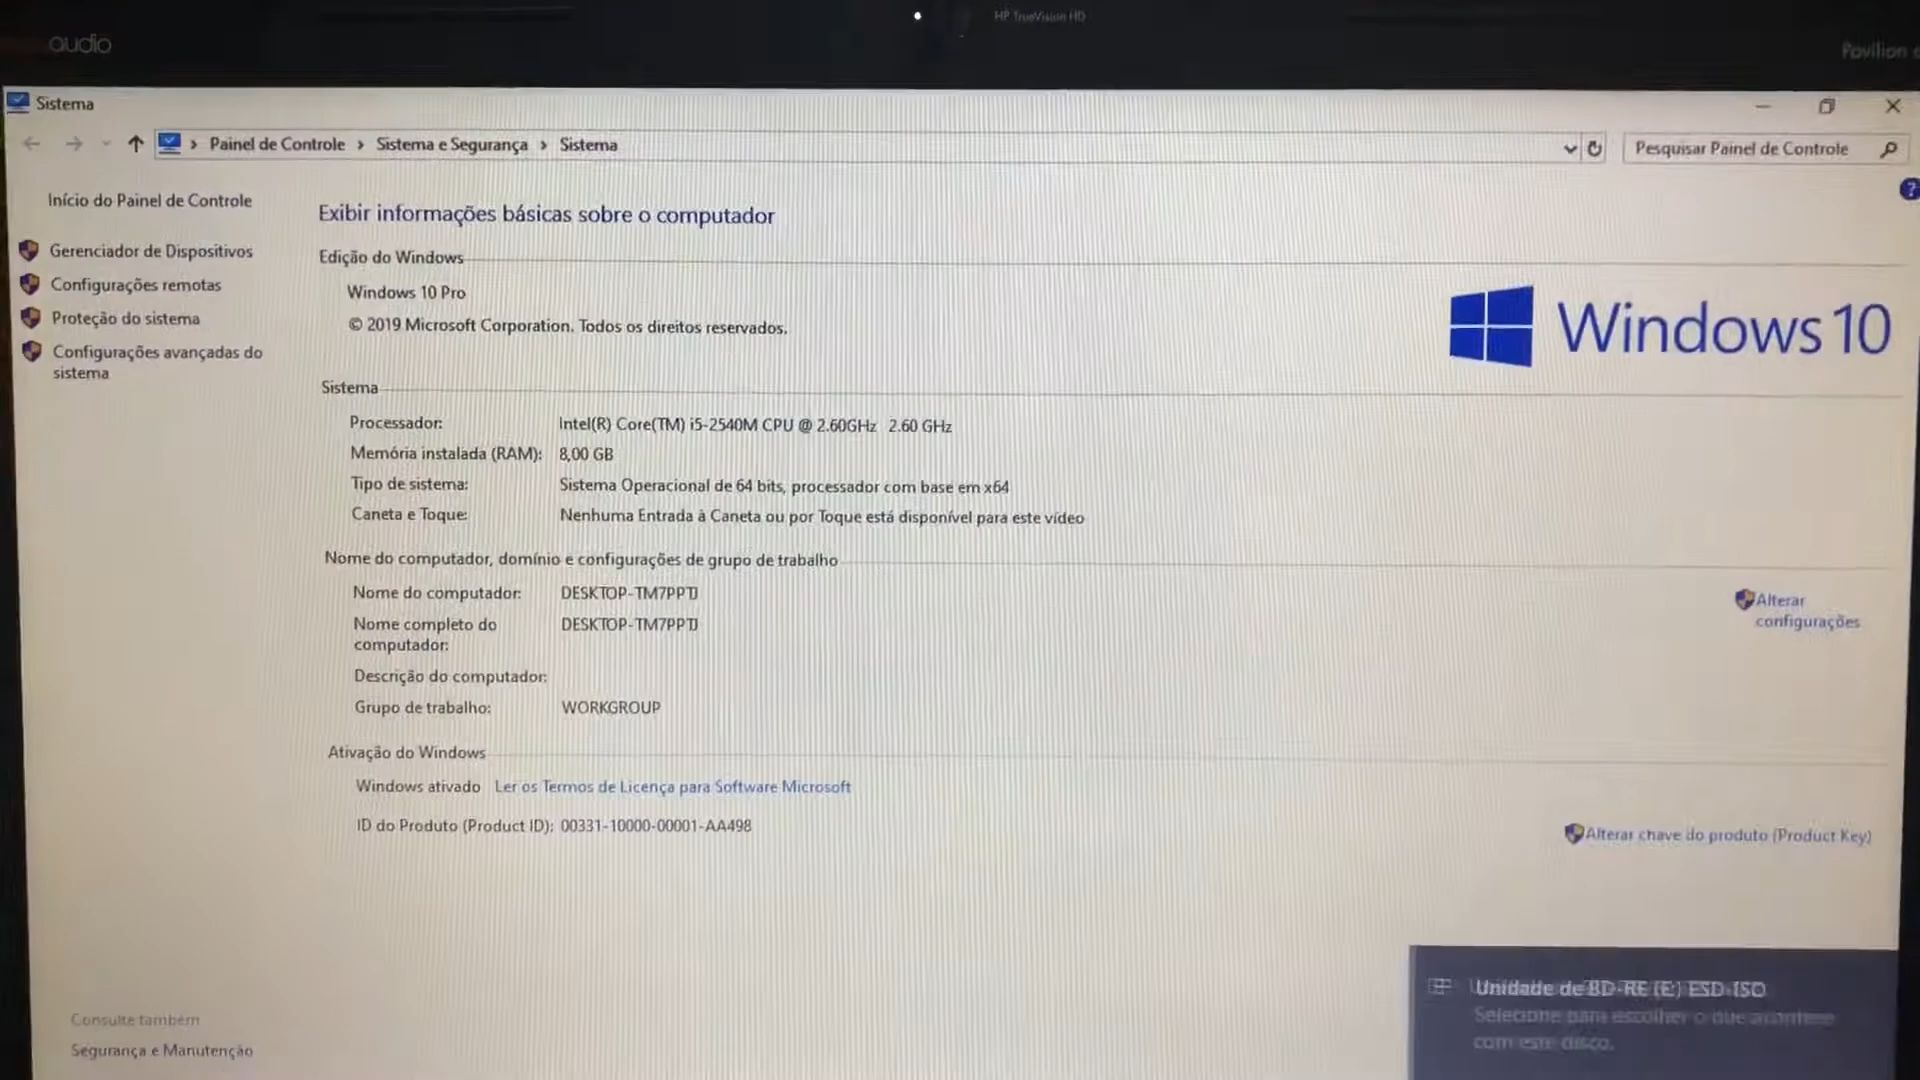 audio
HP TrueVision HD
Pavilion
Sistema
Painel de Controle › Sistema e Segurança › Sistema
Pesquisar Painel de Controle
Início do Painel de Controle
Gerenciador de Dispositivos
Configurações remotas
Proteção do sistema
Configurações avançadas do
sistema
Exibir informações básicas sobre o computador
Edição do Windows
Windows 10 Pro
© 2019 Microsoft Corporation. Todos os direitos reservados.
Windows 10
Sistema
Processador: Intel(R) Core(TM) i5-2540M CPU @ 2.60GHz 2.60 GHz
Memória instalada (RAM): 8,00 GB
Tipo de sistema: Sistema Operacional de 64 bits, processador com base em x64
Caneta e Toque: Nenhuma Entrada à Caneta ou por Toque está disponível para este vídeo
Nome do computador, domínio e configurações de grupo de trabalho
Nome do computador: DESKTOP-TM7PPTJ
Nome completo do DESKTOP-TM7PPTJ
computador:
Descrição do computador:
Grupo de trabalho: WORKGROUP
Alterar
configurações
Ativação do Windows
Windows ativado Ler os Termos de Licença para Software Microsoft
ID do Produto (Product ID): 00331-10000-00001-AA498
Alterar chave do produto (Product Key)
Consulte também
Segurança e Manutenção
Unidade de BD-RE (E:) ESD-ISO
Selecione para escolher o que acontece
com este disco.